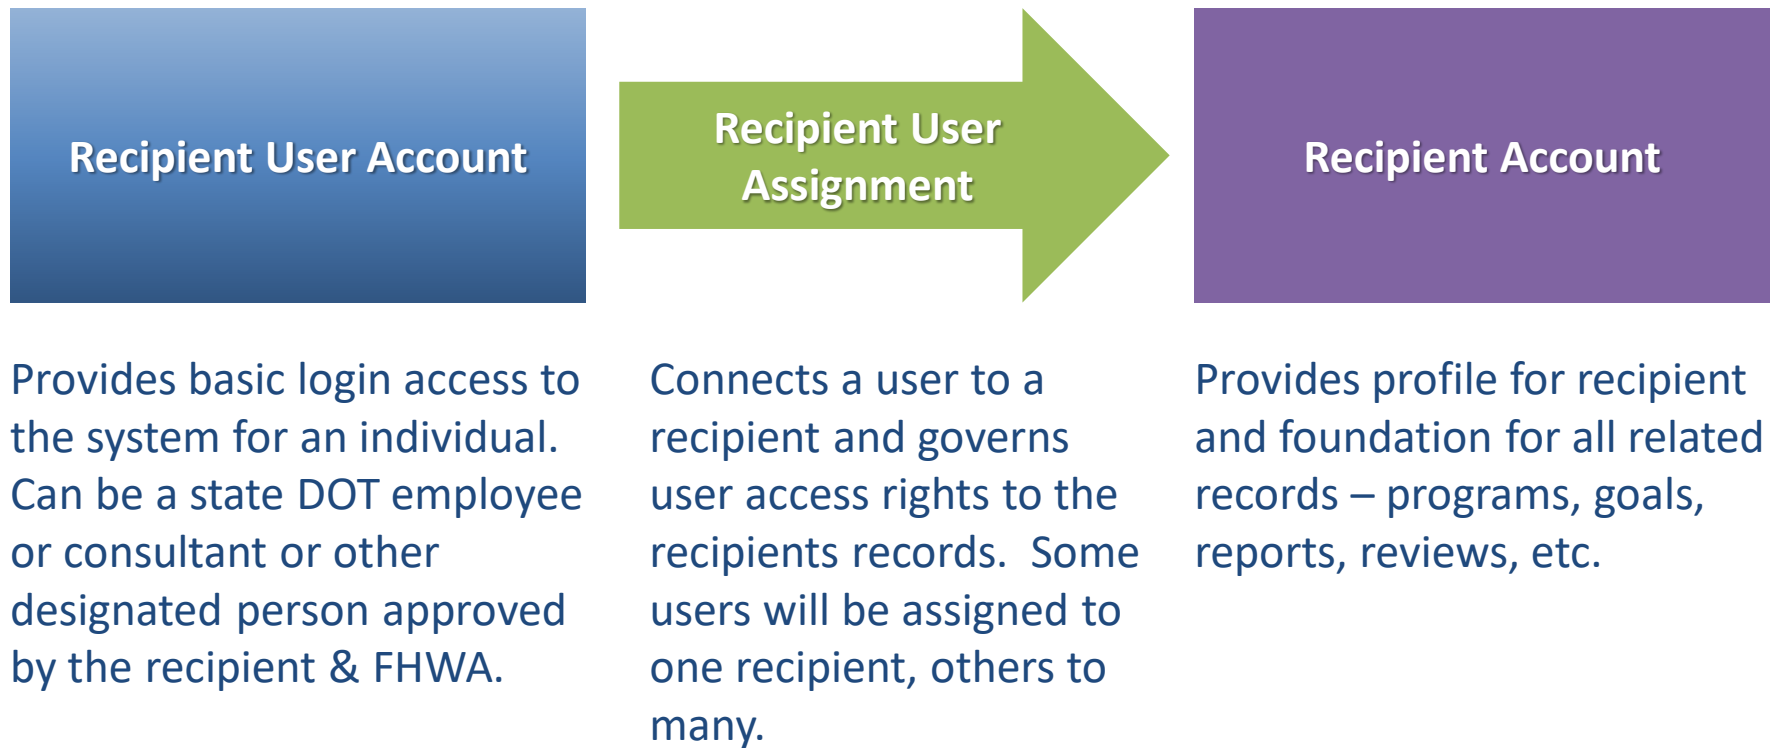 Recipient User Account
Recipient User
Assignment
Recipient Account
Provides basic login access to
the system for an individual.
Can be a state DOT employee
or consultant or other
designated person approved
by the recipient & FHWA.
Connects a user to a
recipient and governs
user access rights to the
recipients records.  Some
users will be assigned to
one recipient, others to
many.
Provides profile for recipient
and foundation for all related
records – programs, goals,
reports, reviews, etc.